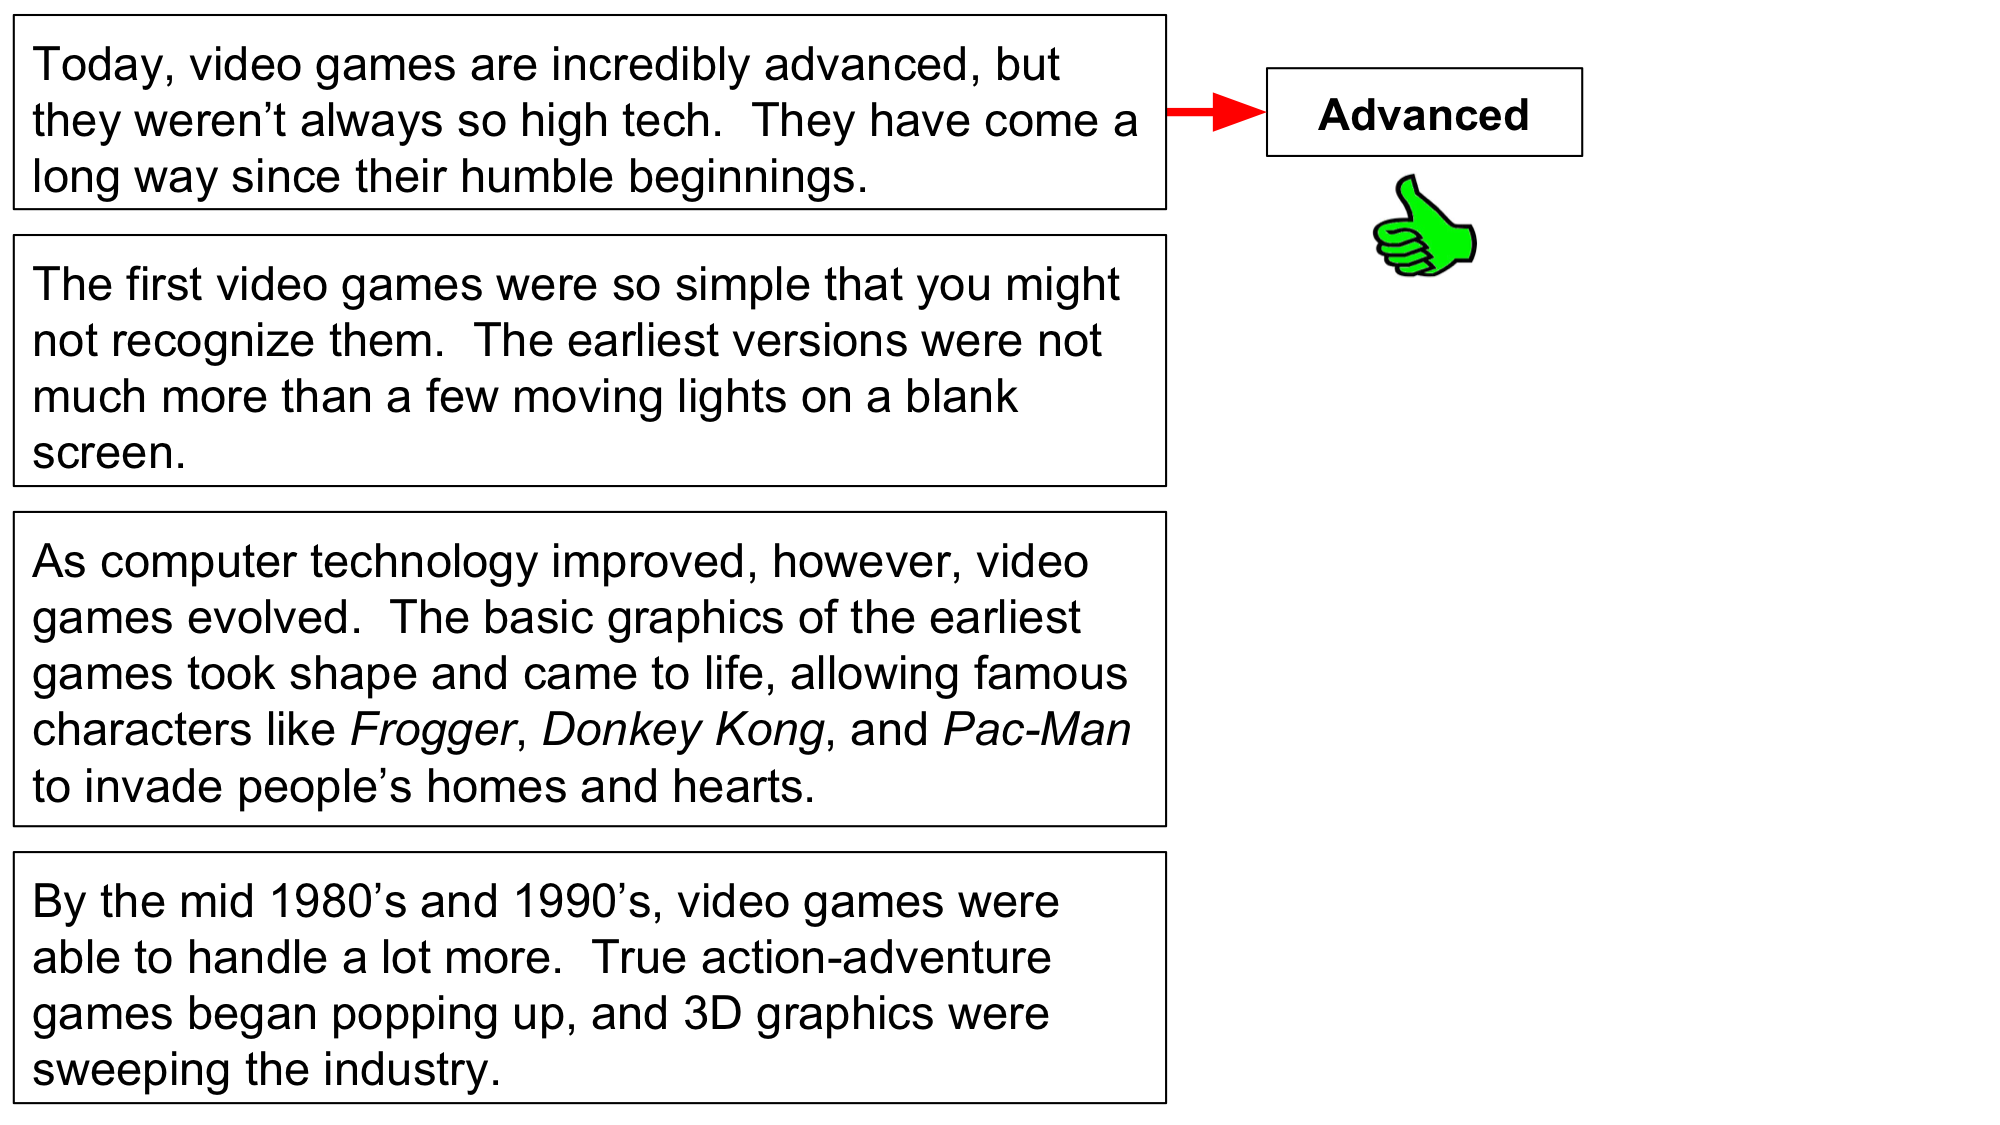 Today, video games are incredibly advanced, but
they weren’t always so high tech.  They have come a
long way since their humble beginnings.
Advanced
The first video games were so simple that you might
not recognize them.  The earliest versions were not
much more than a few moving lights on a blank
screen.
As computer technology improved, however, video
games evolved.  The basic graphics of the earliest
games took shape and came to life, allowing famous
characters like Frogger, Donkey Kong, and Pac-Man
to invade people’s homes and hearts.
By the mid 1980’s and 1990’s, video games were
able to handle a lot more.  True action-adventure
games began popping up, and 3D graphics were
sweeping the industry.